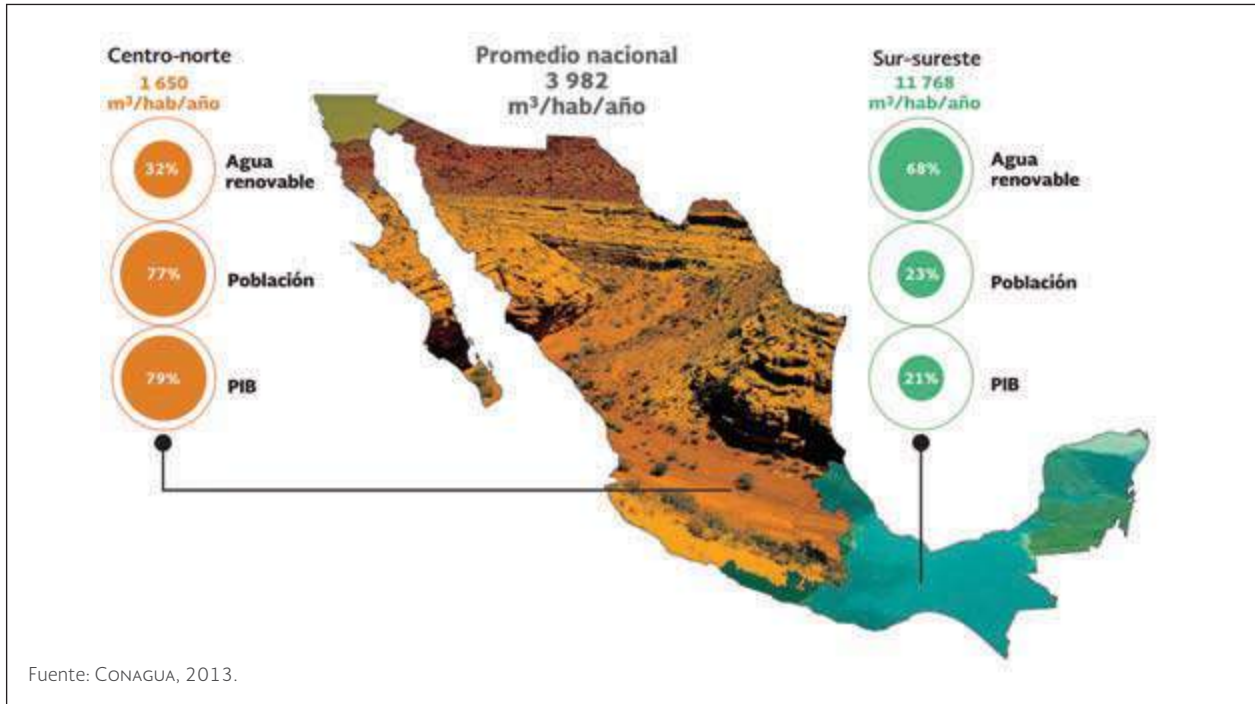 Centro-norte
1 650
m³/hab/año
32%
Agua
renovable
77%
Población
79%
PIB
Promedio nacional
3 982
m³/hab/año
Sur-sureste
11 768
m³/hab/año
68%
Agua
renovable
23%
Población
21%
PIB
Fuente: CONAGUA, 2013.